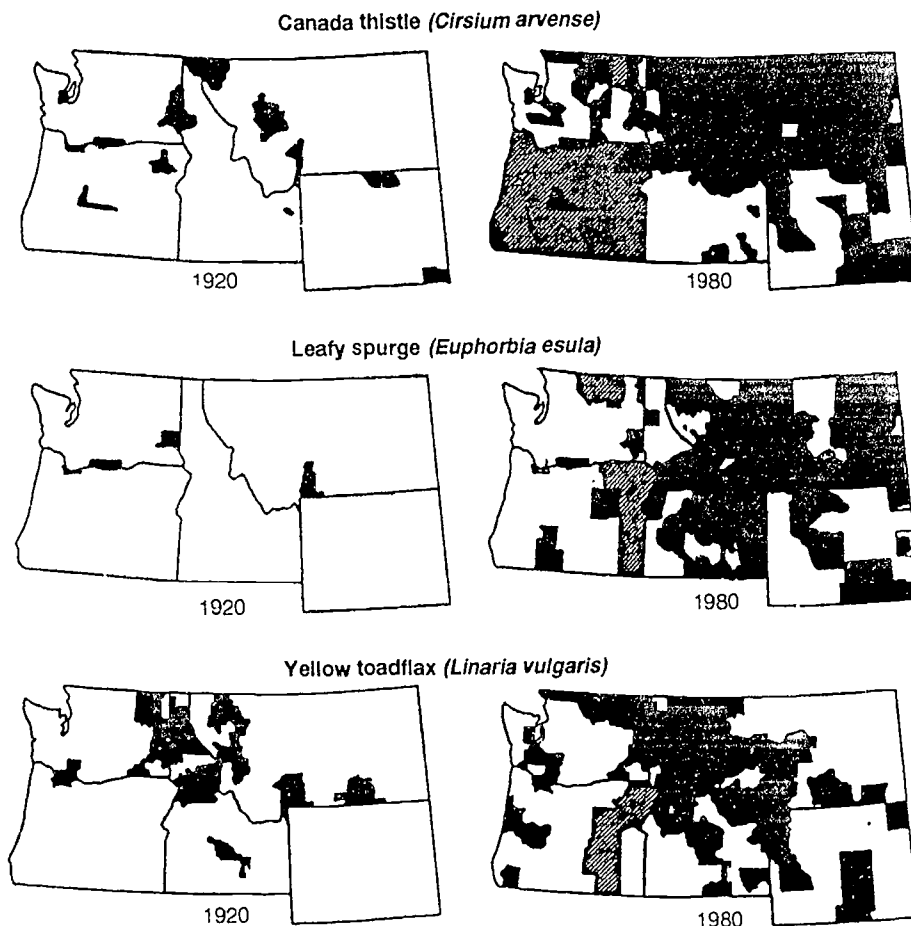 Canada thistle (Cirsium arvense)
1920
1980
Leafy spurge (Euphorbia esula)
1920
1980
Yellow toadflax (Linaria vulgaris)
1920
1980